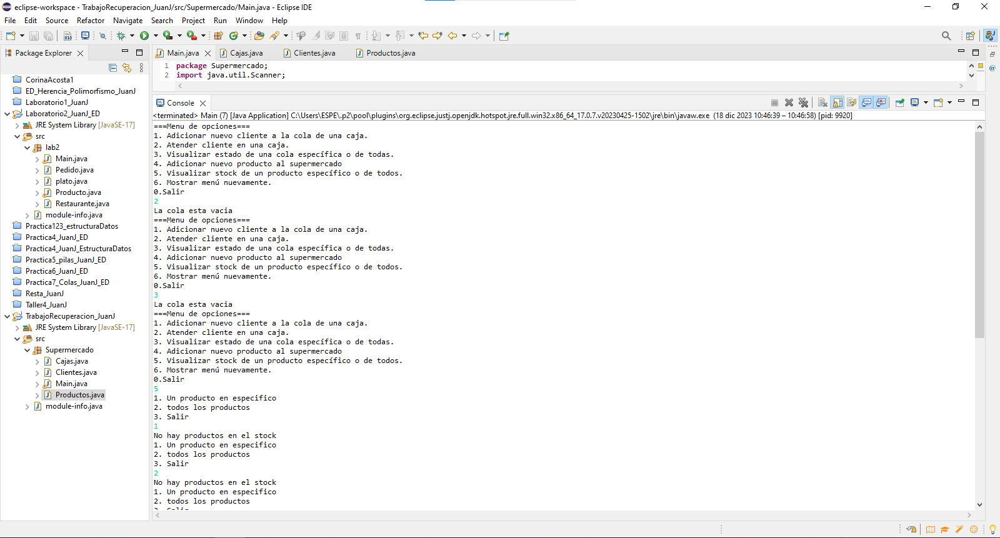 eclipse-workspace - TrabajoRecuperacion_JuanJ/src/Supermercado/Main.java - Eclipse IDE
File Edit Source Refactor Navigate Search Project Run Window Help
Package Explorer
CorinaAcosta1
ED_Herencia_Polimorfismo_JuanJ
Laboratorio1_JuanJ
Laboratorio2_JuanJ_ED
JRE System Library [JavaSE-17]
src
lab2
Main.java
Pedido.java
plato.java
Producto.java
Restaurante.java
module-info.java
Practica123_estructuraDatos
Practica4_JuanJ_ED
Practica4_JuanJ_EstructuraDatos
Practica5_pilas_JuanJ_ED
Practica6_JuanJ_ED
Practica7_Colas_JuanJ_ED
Resta_JuanJ
Taller4_JuanJ
TrabajoRecuperacion_JuanJ
JRE System Library [JavaSE-17]
src
Supermercado
Cajas.java
Clientes.java
Main.java
Productos.java
module-info.java
Main.java Cajas.java Clientes.java Productos.java
1 package Supermercado;
2 import java.util.Scanner;
Console
<terminated> Main (7) [Java Application] C:\Users\ESPE\.p2\pool\plugins\org.eclipse.justj.openjdk.hotspot.jre.full.win32.x86_64_17.0.7.v20230425-1502\jre\bin\javaw.exe (18 dic 2023 10:46:39 – 10:46:58) [pid: 9920]
===Menu de opciones===
1. Adicionar nuevo cliente a la cola de una caja.
2. Atender cliente en una caja.
3. Visualizar estado de una cola específica o de todas.
4. Adicionar nuevo producto al supermercado
5. Visualizar stock de un producto específico o de todos.
6. Mostrar menú nuevamente.
0.Salir
2
La cola esta vacia
===Menu de opciones===
1. Adicionar nuevo cliente a la cola de una caja.
2. Atender cliente en una caja.
3. Visualizar estado de una cola específica o de todas.
4. Adicionar nuevo producto al supermercado
5. Visualizar stock de un producto específico o de todos.
6. Mostrar menú nuevamente.
0.Salir
3
La cola esta vacia
===Menu de opciones===
1. Adicionar nuevo cliente a la cola de una caja.
2. Atender cliente en una caja.
3. Visualizar estado de una cola específica o de todas.
4. Adicionar nuevo producto al supermercado
5. Visualizar stock de un producto específico o de todos.
6. Mostrar menú nuevamente.
0.Salir
5
1. Un producto en especifico
2. todos los productos
3. Salir
1
No hay productos en el stock
1. Un producto en especifico
2. todos los productos
3. Salir
2
No hay productos en el stock
1. Un producto en especifico
2. todos los productos
3. Salir